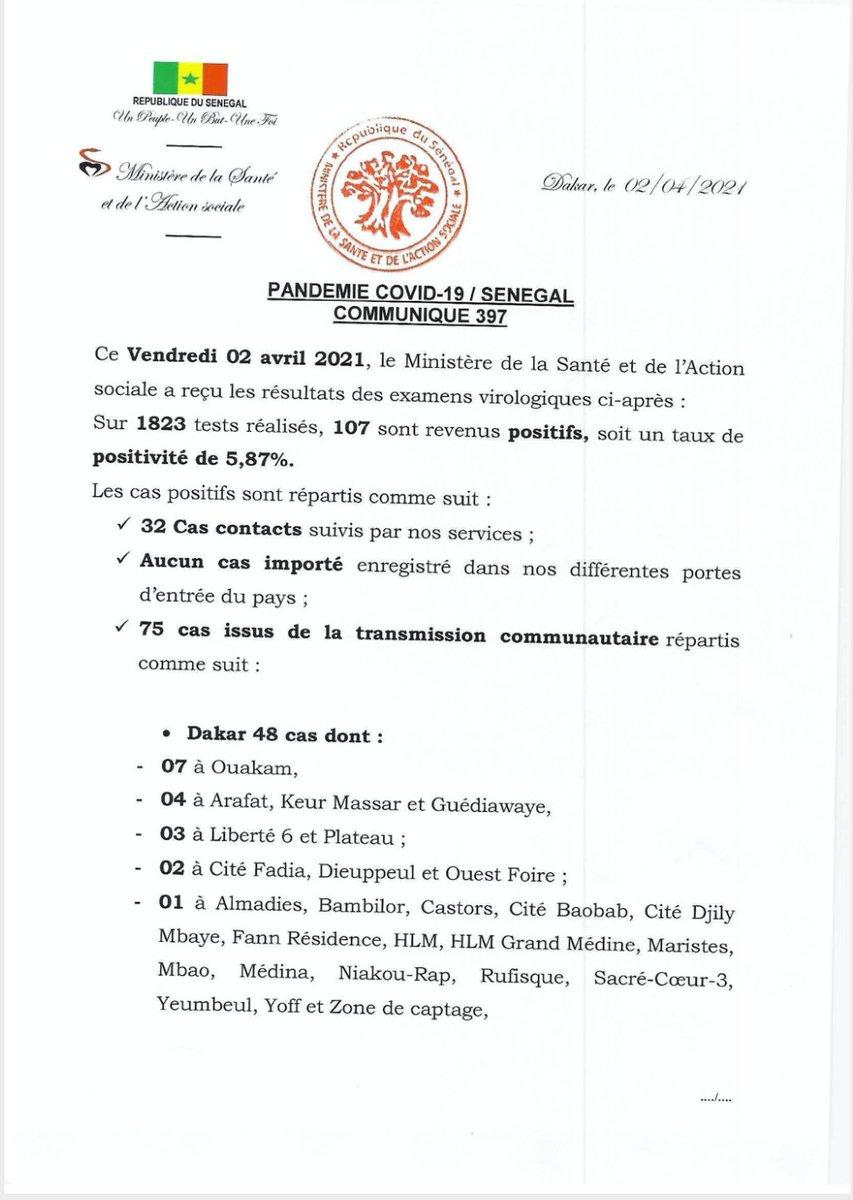 REPUBLIQUE DU SENEGAL
Un Peuple-Un But-Une Foi
Ministère de la Santé
et de l'Action sociale
République du Sénégal
MINISTERE DE LA SANTE ET DE L'ACTION SOCIALE
Dakar, le 02/04/2021
PANDEMIE COVID-19 / SENEGAL
COMMUNIQUE 397
Ce Vendredi 02 avril 2021, le Ministère de la Santé et de l'Action
sociale a reçu les résultats des examens virologiques ci-après :
Sur 1823 tests réalisés, 107 sont revenus positifs, soit un taux de
positivité de 5,87%.
Les cas positifs sont répartis comme suit :
✓ 32 Cas contacts suivis par nos services ;
✓ Aucun cas importé enregistré dans nos différentes portes
d'entrée du pays ;
✓ 75 cas issus de la transmission communautaire répartis
comme suit :
• Dakar 48 cas dont :
- 07 à Ouakam,
- 04 à Arafat, Keur Massar et Guédiawaye,
- 03 à Liberté 6 et Plateau ;
- 02 à Cité Fadia, Dieuppeul et Ouest Foire ;
- 01 à Almadies, Bambilor, Castors, Cité Baobab, Cité Djily
Mbaye, Fann Résidence, HLM, HLM Grand Médine, Maristes,
Mbao, Médina, Niakou-Rap, Rufisque, Sacré-Cœur-3,
Yeumbeul, Yoff et Zone de captage,
..../....